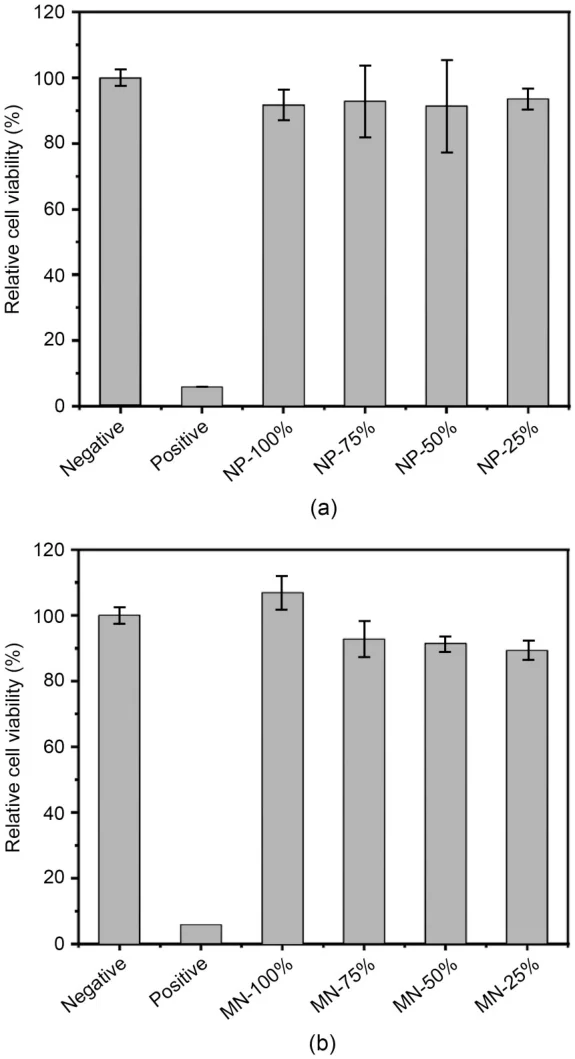 120
100
80
60
40
20
0
Relative cell viability (%)
Negative
Positive
NP-100%
NP-75%
NP-50%
NP-25%
(a)
120
100
80
60
40
20
0
Relative cell viability (%)
Negative
Positive
MN-100%
MN-75%
MN-50%
MN-25%
(b)